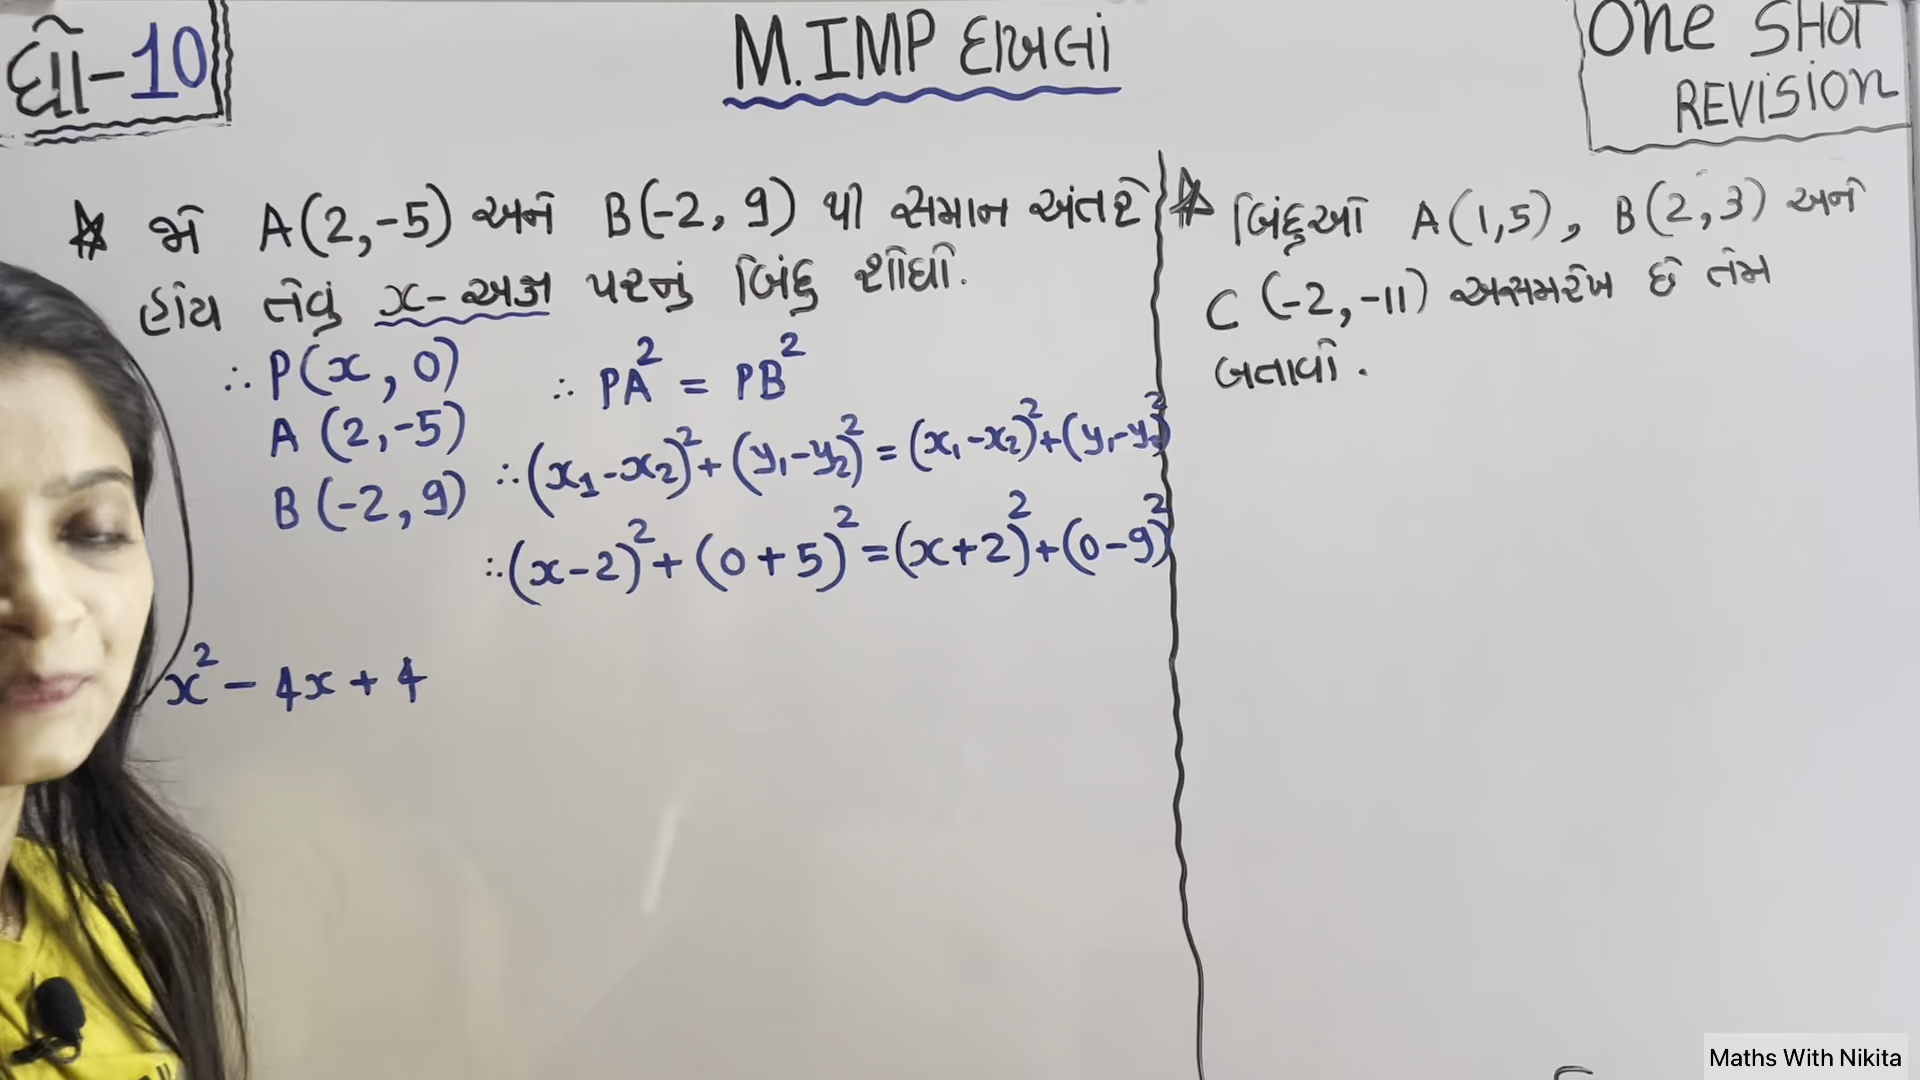 ધો-10
M.IMP દાખલા
One SHOT
REVISION
જો A(2,-5) અને B(-2, 9) થી સમાન અંતરે
હોય તેવું x-અક્ષ પરનું બિંદુ શોધો.
∴ P(x, 0) ∴ PA² = PB²
A (2,-5)
∴ (x₁-x₂)²+(y₁-y₂)² = (x₁-x₂)²+(y₁-y₂)²
B (-2, 9)
∴ (x-2)²+(0+5)²=(x+2)²+(0-9)²
x² - 4x + 4
બિંદુઓ A(1,5), B(2,3) અને
C (-2,-11) અસમરેખ છે તેમ
બતાવો.
Maths With Nikita